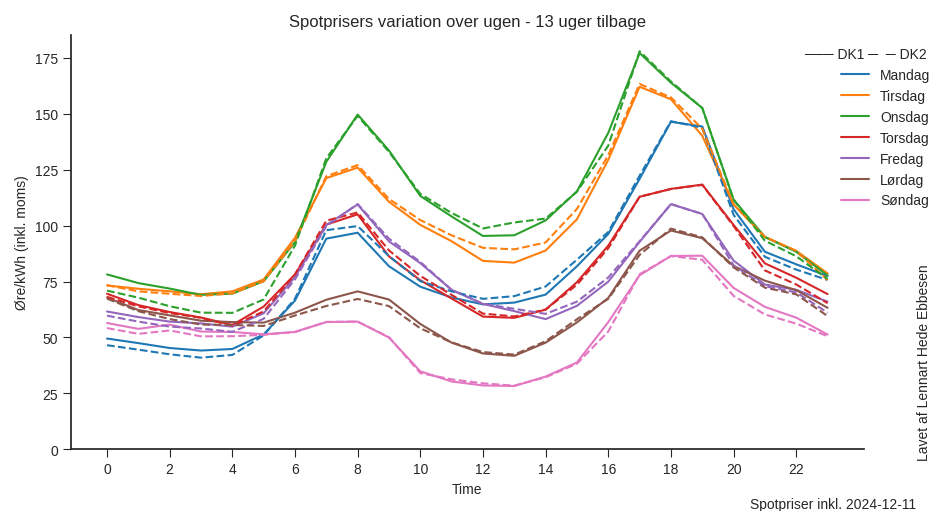 Spotprisers variation over ugen - 13 uger tilbage
DK1 DK2
Mandag
Tirsdag
Onsdag
Torsdag
Fredag
Lørdag
Søndag
Øre/kWh (inkl. moms)
175
150
125
100
75
50
25
0
0 2 4 6 8 10 12 14 16 18 20 22
Time
Lavet af Lennart Hede Ebbesen
Spotpriser inkl. 2024-12-11